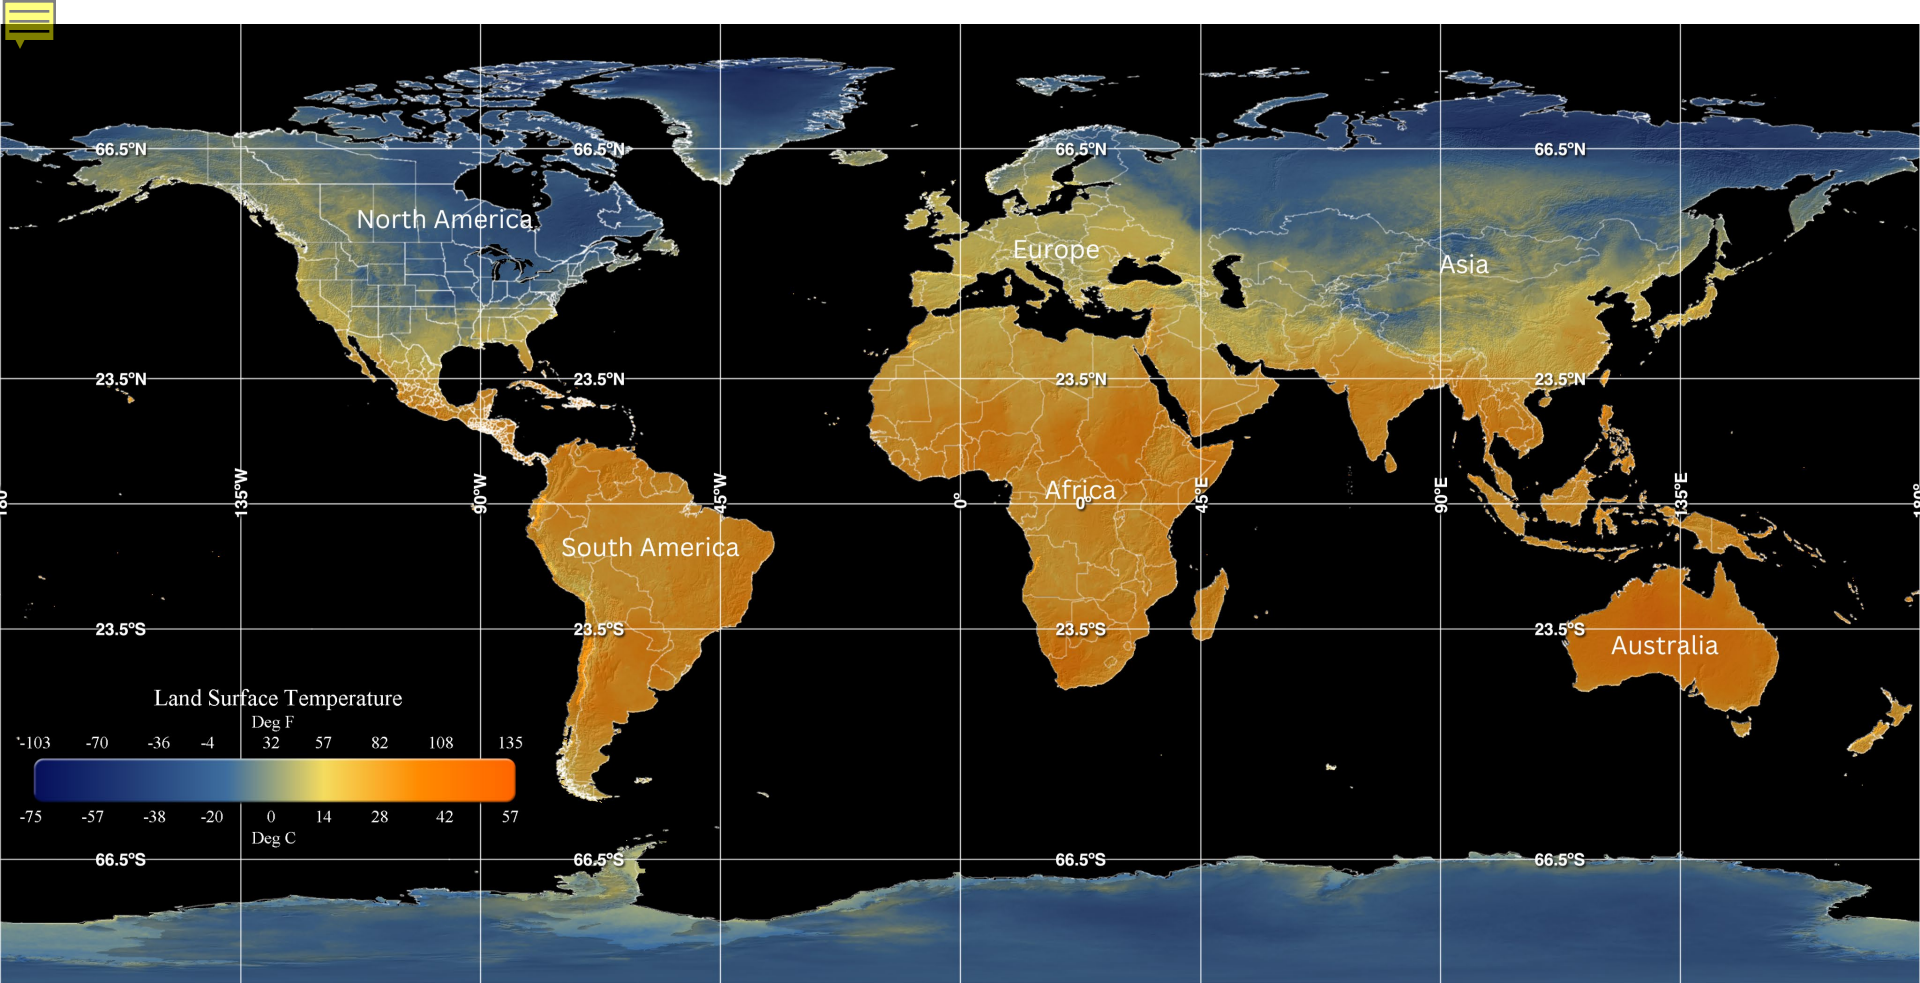 66.5°N
66.5°N
66.5°N
66.5°N
North America
Europe
Asia
23.5°N
23.5°N
23.5°N
23.5°N
135°W
90°W
45°W
0°
Africa
0°
45°E
90°E
135°E
180°
South America
23.5°S
23.5°S
23.5°S
23.5°S
Australia
Land Surface Temperature
Deg F
-103 -70 -36 -4 32 57 82 108 135
-75 -57 -38 -20 0 14 28 42 57
Deg C
66.5°S
66.5°S
66.5°S
66.5°S